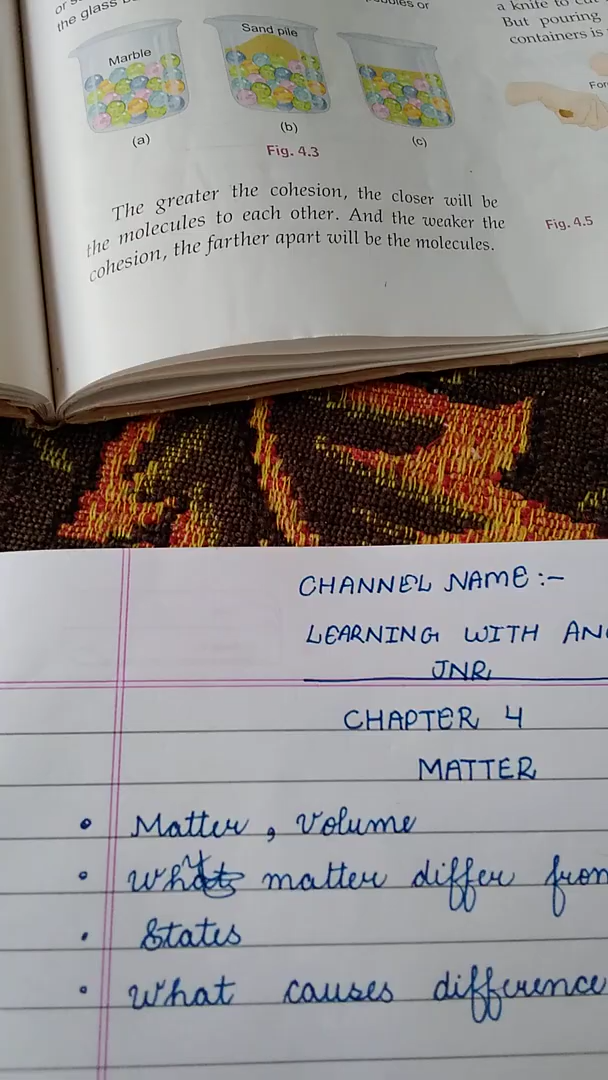 the glass
a knife to cut
But pouring
containers is
Marble
Sand pile
(a)
(b)
(c)
Fig. 4.3
The greater the cohesion, the closer will be
the molecules to each other. And the weaker the
cohesion, the farther apart will be the molecules.
Fig. 4.5
CHANNEL NAME :-
LEARNING WITH AN
JNR
CHAPTER 4
MATTER
• Matter, Volume
• Why matter differ from
• States
• What causes difference